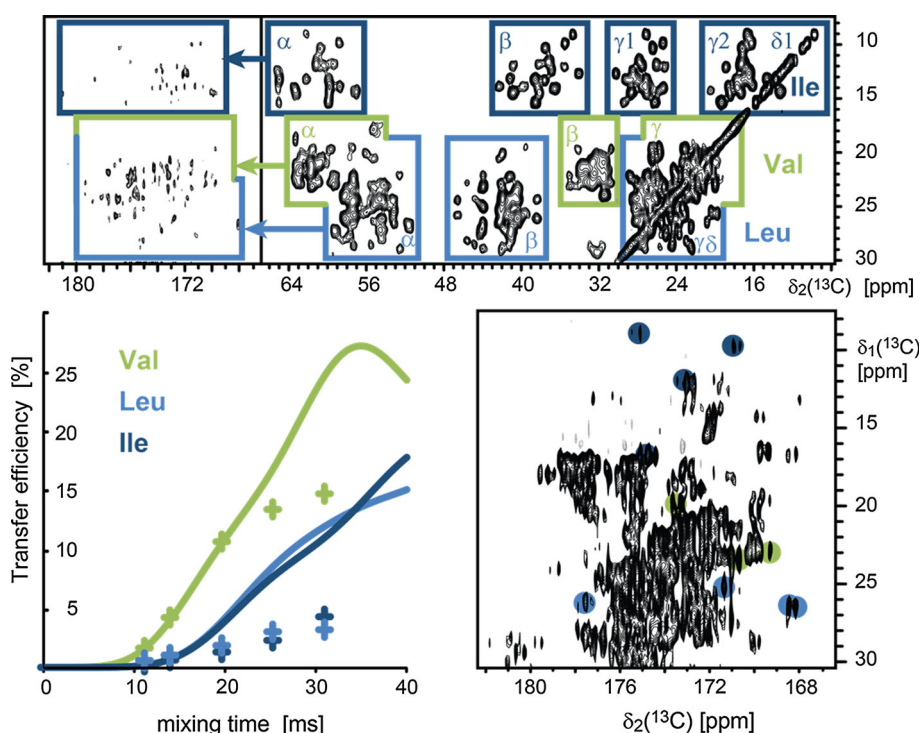 α β γ1 γ2 δ1
Ile
10
15
α β γ
Val
20
25
Leu
α β γδ
30
180 172 64 56 48 40 32 24 16 δ₂(¹³C) [ppm]
Transfer efficiency [%]
25
20
15
10
5
Val
Leu
Ile
0 10 20 30 40
mixing time [ms]
δ₁(¹³C)
[ppm]
15
20
25
30
180 176 172 168
δ₂(¹³C) [ppm]